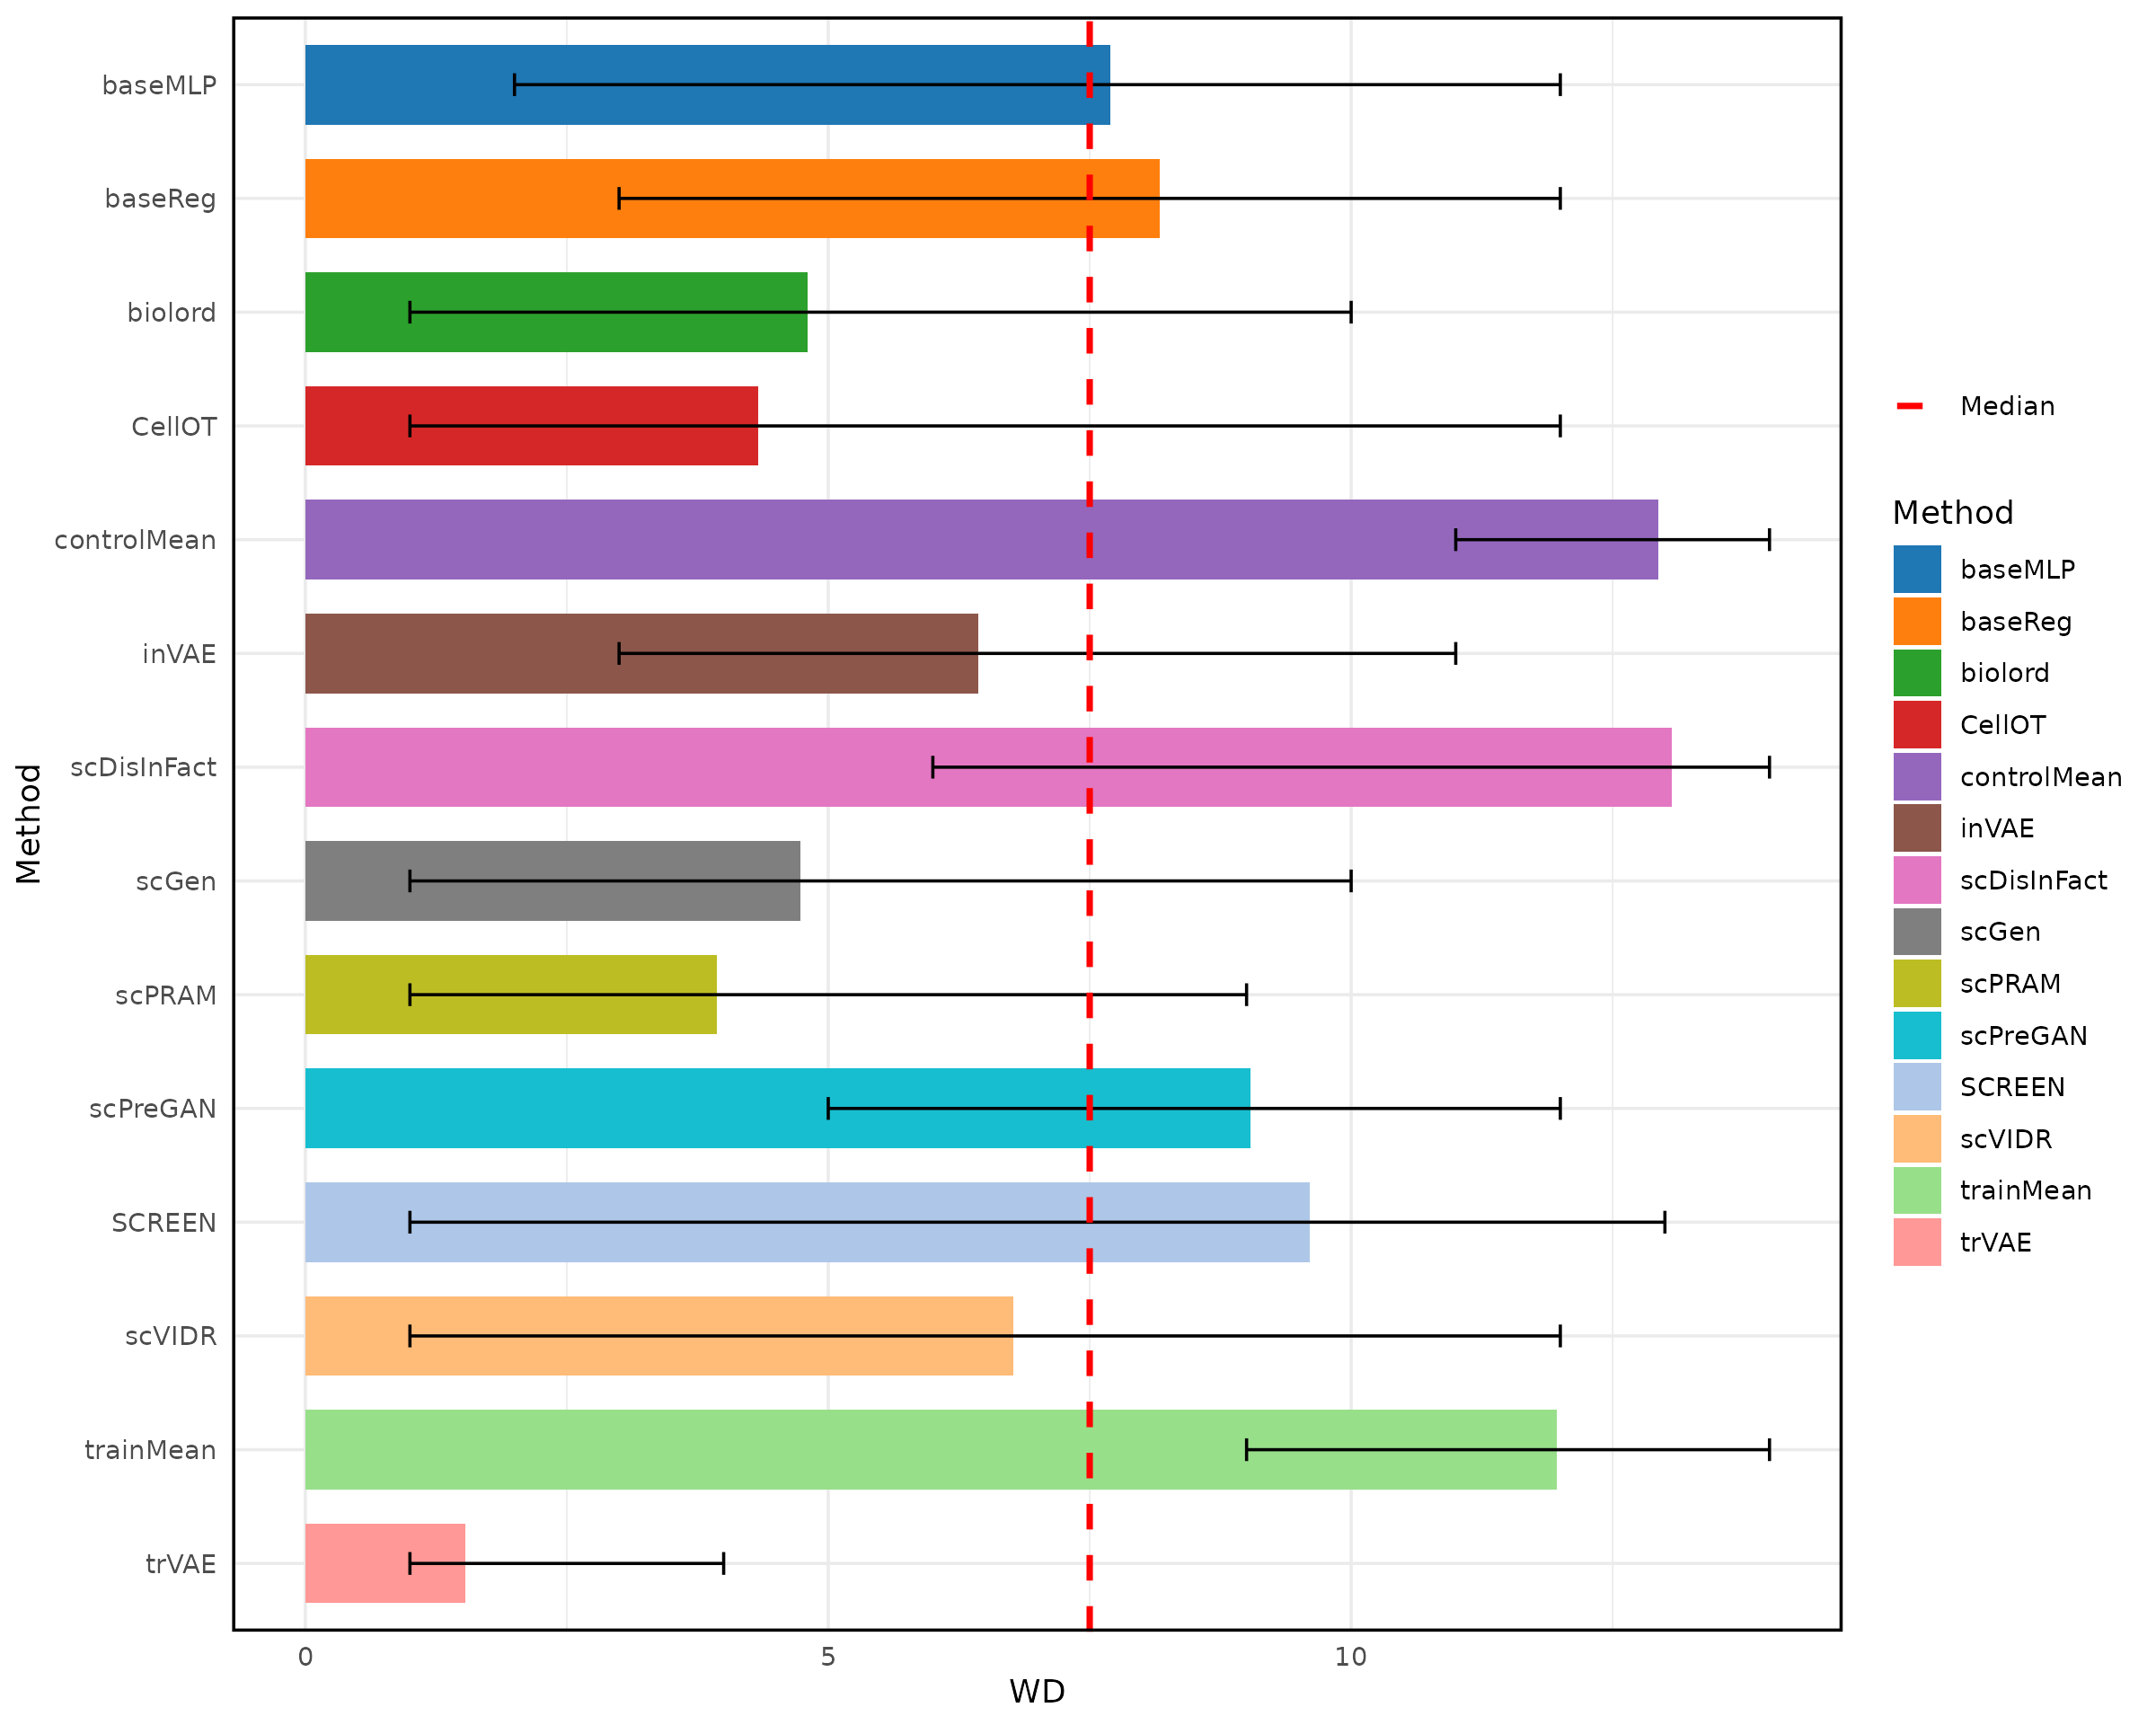 Method
baseMLP
baseReg
biolord
CellOT
controlMean
inVAE
scDisInFact
scGen
scPRAM
scPreGAN
SCREEN
scVIDR
trainMean
trVAE
0 5 10
WD
Median
Method
baseMLP
baseReg
biolord
CellOT
controlMean
inVAE
scDisInFact
scGen
scPRAM
scPreGAN
SCREEN
scVIDR
trainMean
trVAE